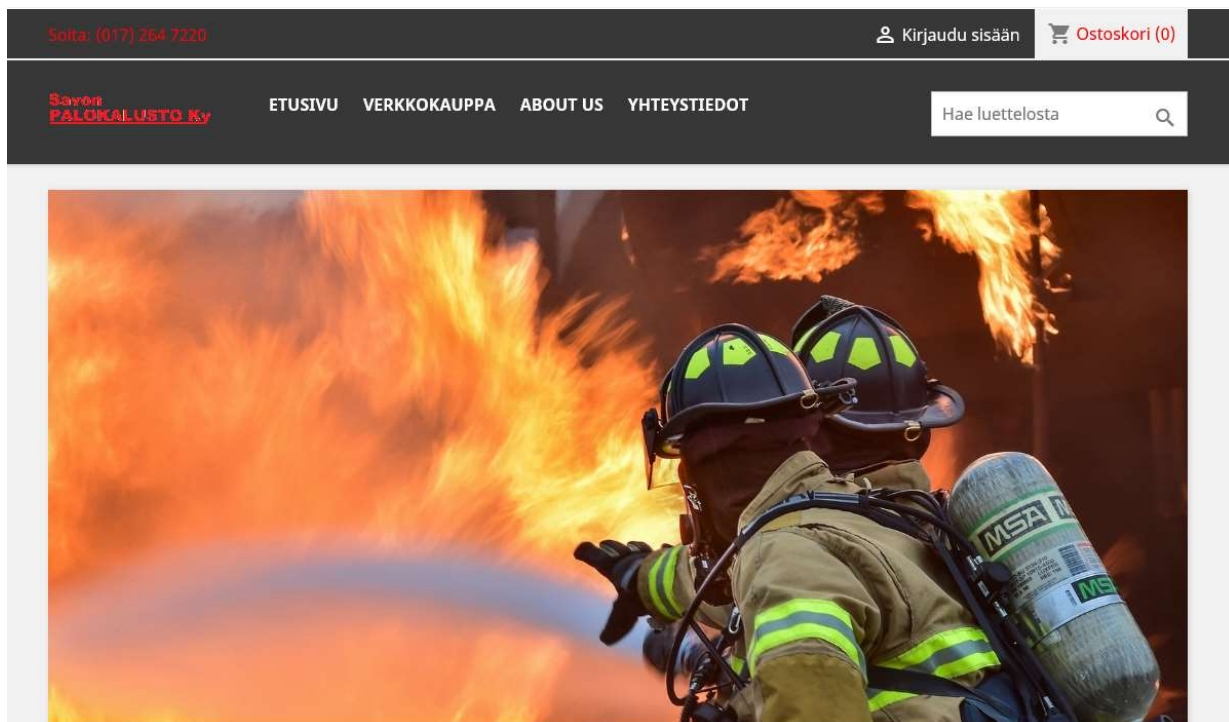 Soita: (017) 264 7220
Kirjaudu sisään
Ostoskori (0)
Savon
PALOKALUSTO Ky
ETUSIVU VERKKOKAUPPA ABOUT US YHTEYSTIEDOT
Hae luettelosta
MSA M
MS